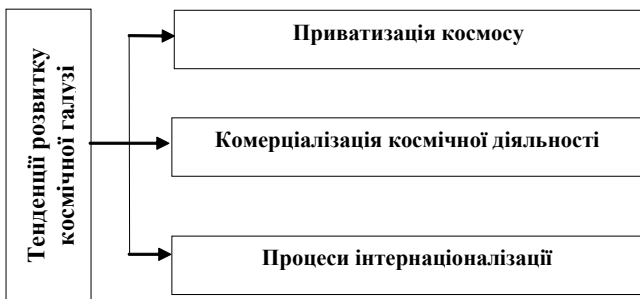 Тенденції розвитку
космічної галузі
Приватизація космосу
Комерціалізація космічної діяльності
Процеси інтернаціоналізації